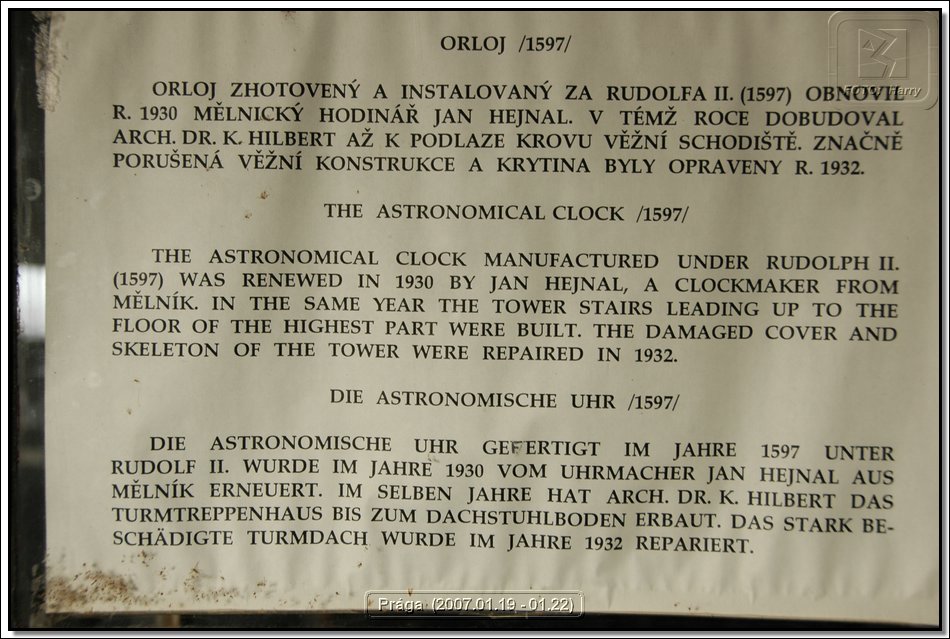 ORLOJ /1597/
ORLOJ ZHOTOVENÝ A INSTALOVANÝ ZA RUDOLFA II. (1597) OBNOVIL
R. 1930 MĚLNICKÝ HODINÁŘ JAN HEJNAL. V TÉMŽ ROCE DOBUDOVAL
ARCH. DR. K. HILBERT AŽ K PODLAZE KROVU VĚŽNÍ SCHODIŠTĚ. ZNAČNĚ
PORUŠENÁ VĚŽNÍ KONSTRUKCE A KRYTINA BYLY OPRAVENY R. 1932.
THE ASTRONOMICAL CLOCK /1597/
THE ASTRONOMICAL CLOCK MANUFACTURED UNDER RUDOLPH II.
(1597) WAS RENEWED IN 1930 BY JAN HEJNAL, A CLOCKMAKER FROM
MĚLNÍK. IN THE SAME YEAR THE TOWER STAIRS LEADING UP TO THE
FLOOR OF THE HIGHEST PART WERE BUILT. THE DAMAGED COVER AND
SKELETON OF THE TOWER WERE REPAIRED IN 1932.
DIE ASTRONOMISCHE UHR /1597/
DIE ASTRONOMISCHE UHR GEFERTIGT IM JAHRE 1597 UNTER
RUDOLF II. WURDE IM JAHRE 1930 VOM UHRMACHER JAN HEJNAL AUS
MĚLNÍK ERNEUERT. IM SELBEN JAHRE HAT ARCH. DR. K. HILBERT DAS
TURMTREPPENHAUS BIS ZUM DACHSTUHLBODEN ERBAUT. DAS STARK BE-
SCHÄDIGTE TURMDACH WURDE IM JAHRE 1932 REPARIERT.
Prága (2007.01.19 - 01.22)